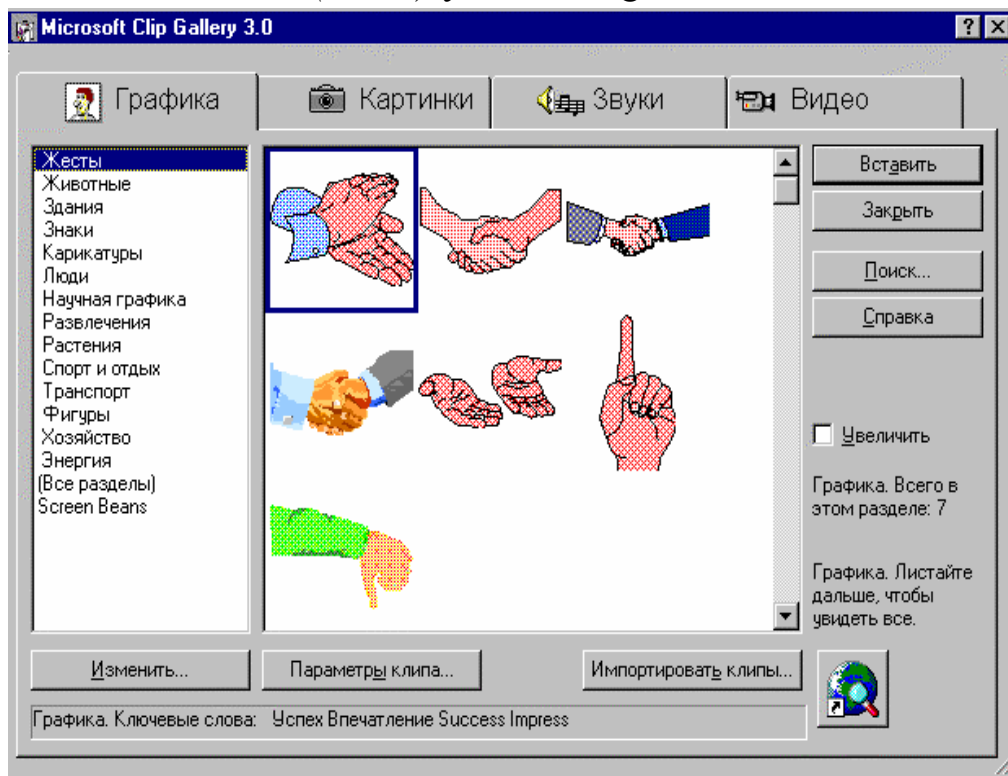 Microsoft Clip Gallery 3.0
Графика
Картинки
Звуки
Видео
Жесты
Животные
Здания
Знаки
Карикатуры
Люди
Научная графика
Развлечения
Растения
Спорт и отдых
Транспорт
Фигуры
Хозяйство
Энергия
(Все разделы)
Screen Beans
Вставить
Закрыть
Поиск...
Справка
Увеличить
Графика. Всего в
этом разделе: 7
Графика. Листайте
дальше, чтобы
увидеть все.
Изменить...
Параметры клипа...
Импортировать клипы...
Графика. Ключевые слова: Успех Впечатление Success Impress